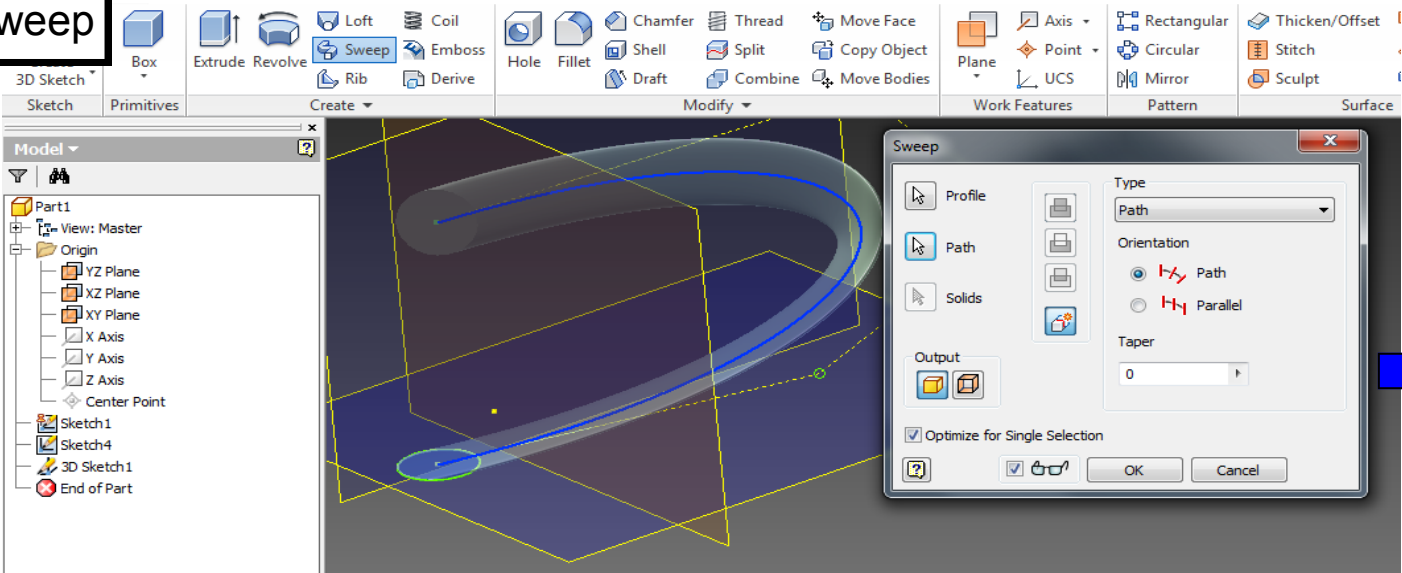 weep
Loft
Coil
Chamfer
Thread
Move Face
Axis
Rectangular
Thicken/Offset
Sweep
Emboss
Shell
Split
Copy Object
Point
Circular
Stitch
3D Sketch
Box
Extrude
Revolve
Rib
Derive
Hole
Fillet
Draft
Combine
Move Bodies
Plane
UCS
Mirror
Sculpt
Sketch
Primitives
Create
Modify
Work Features
Pattern
Surface
Model
Part1
View: Master
Origin
YZ Plane
XZ Plane
XY Plane
X Axis
Y Axis
Z Axis
Center Point
Sketch1
Sketch4
3D Sketch1
End of Part
Sweep
Profile
Path
Solids
Output
Type
Path
Orientation
Path
Parallel
Taper
0
Optimize for Single Selection
OK
Cancel